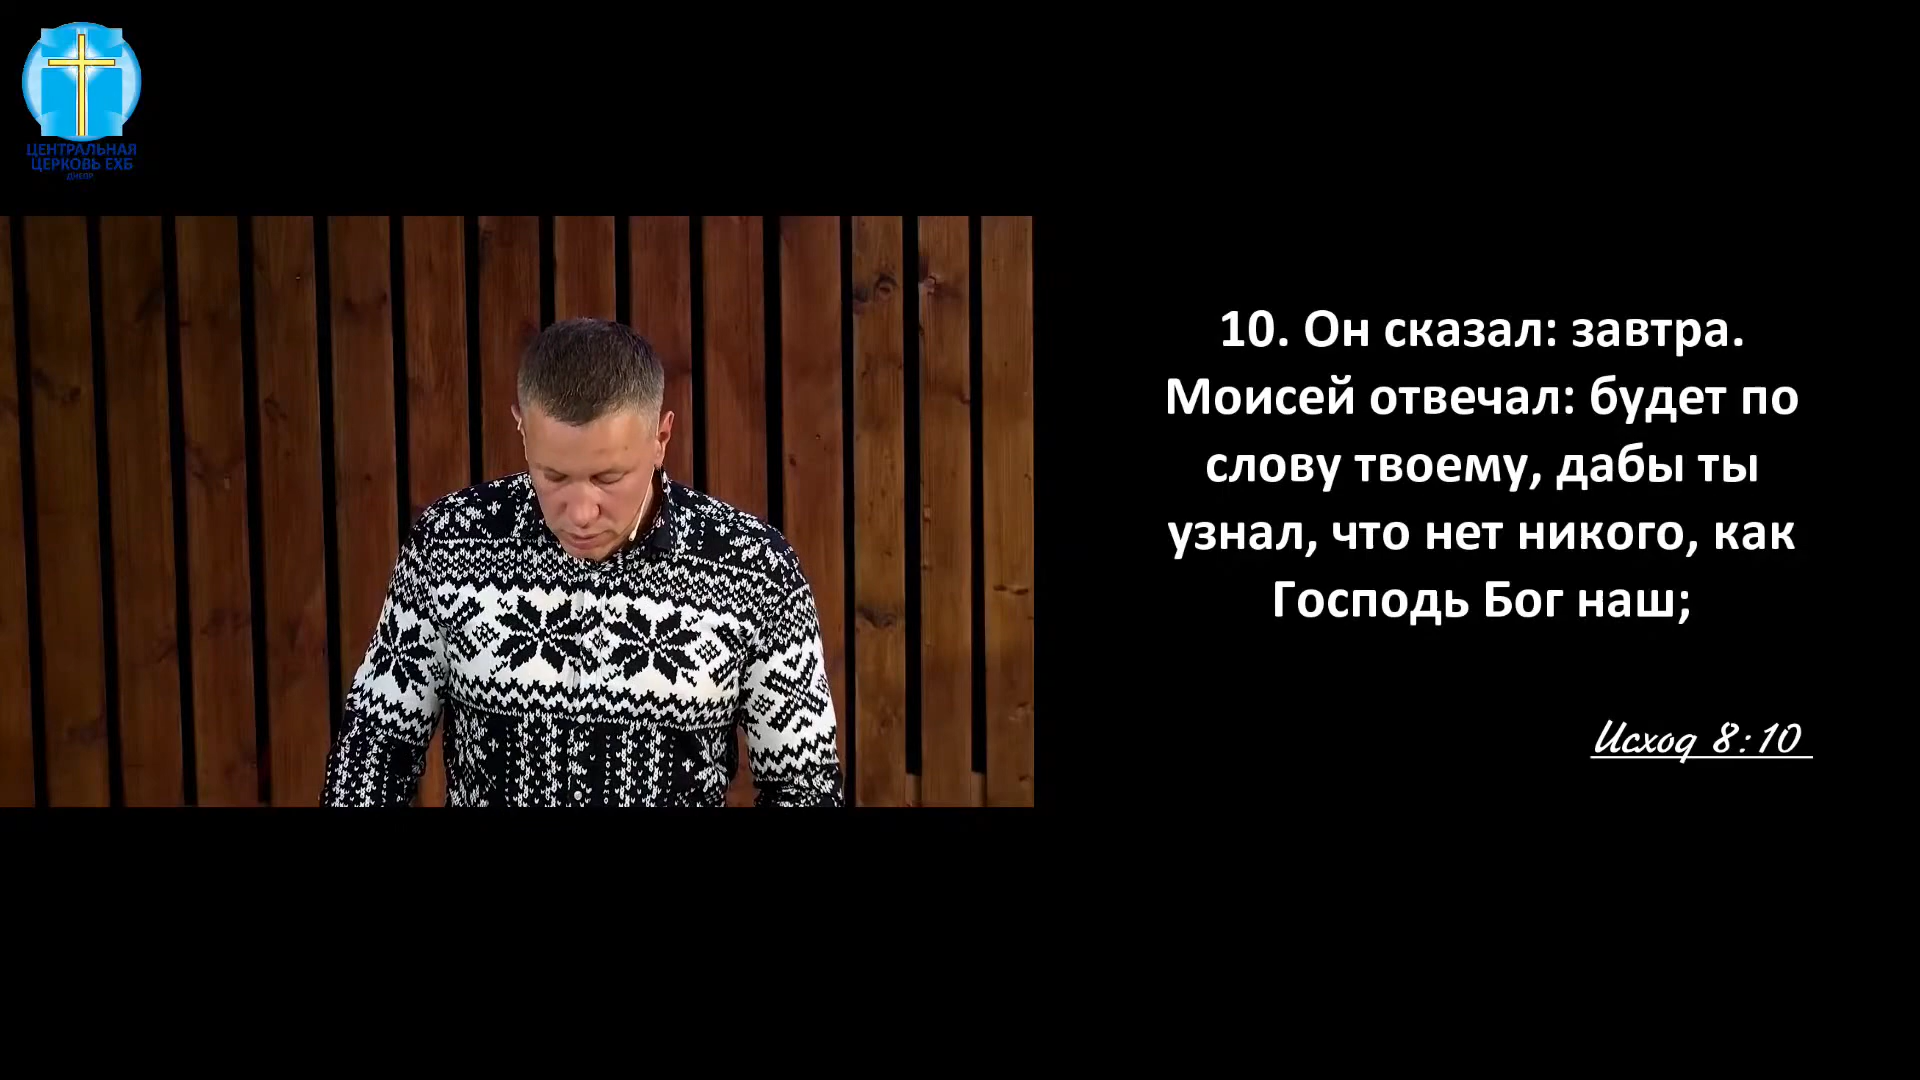 ЦЕНТРАЛЬНАЯ
ЦЕРКОВЬ ЕХБ
ДНЕПР
10. Он сказал: завтра.
Моисей отвечал: будет по
слову твоему, дабы ты
узнал, что нет никого, как
Господь Бог наш;
Исход 8:10